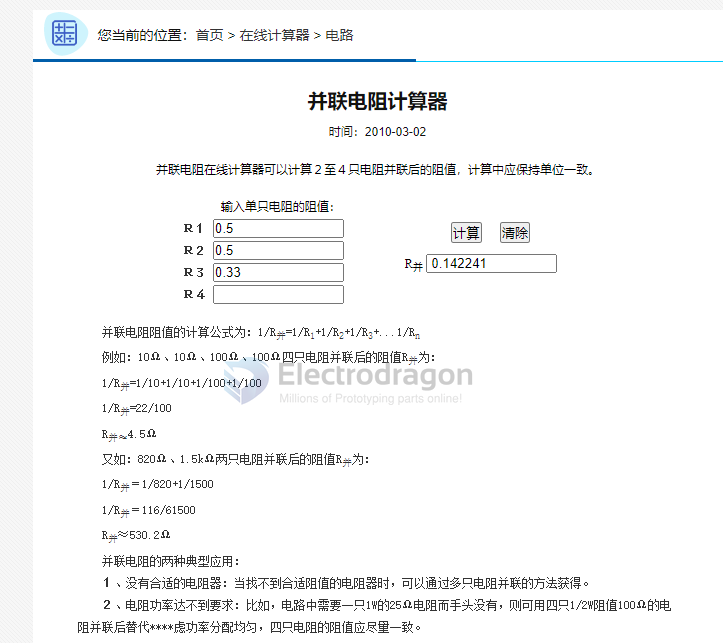 您当前的位置：首页 > 在线计算器 > 电路
并联电阻计算器
时间：2010-03-02
并联电阻在线计算器可以计算２至４只电阻并联后的阻值，计算中应保持单位一致。
输入单只电阻的阻值：
Ｒ１ 0.5
Ｒ２ 0.5
Ｒ３ 0.33
Ｒ４
计算 清除
R并 0.142241
并联电阻阻值的计算公式为：1/R并=1/R1+1/R2+1/R3+...1/Rn
例如：10Ω、10Ω、100Ω、100Ω四只电阻并联后的阻值R并为：
1/R并=1/10+1/10+1/100+1/100
1/R并=22/100
R并≈4.5Ω
又如：820Ω、1.5kΩ两只电阻并联后的阻值R并为：
1/R并＝1/820+1/1500
1/R并＝116/61500
R并≈530.2Ω
并联电阻的两种典型应用：
１、没有合适的电阻器：当找不到合适阻值的电阻器时，可以通过多只电阻并联的方法获得。
２、电阻功率达不到要求：比如，电路中需要一只1W的25Ω电阻而手头没有，则可用四只1/2W阻值100Ω的电
阻并联后替代****虑功率分配均匀，四只电阻的阻值应尽量一致。
Electrodragon
Millions of Prototyping parts online!